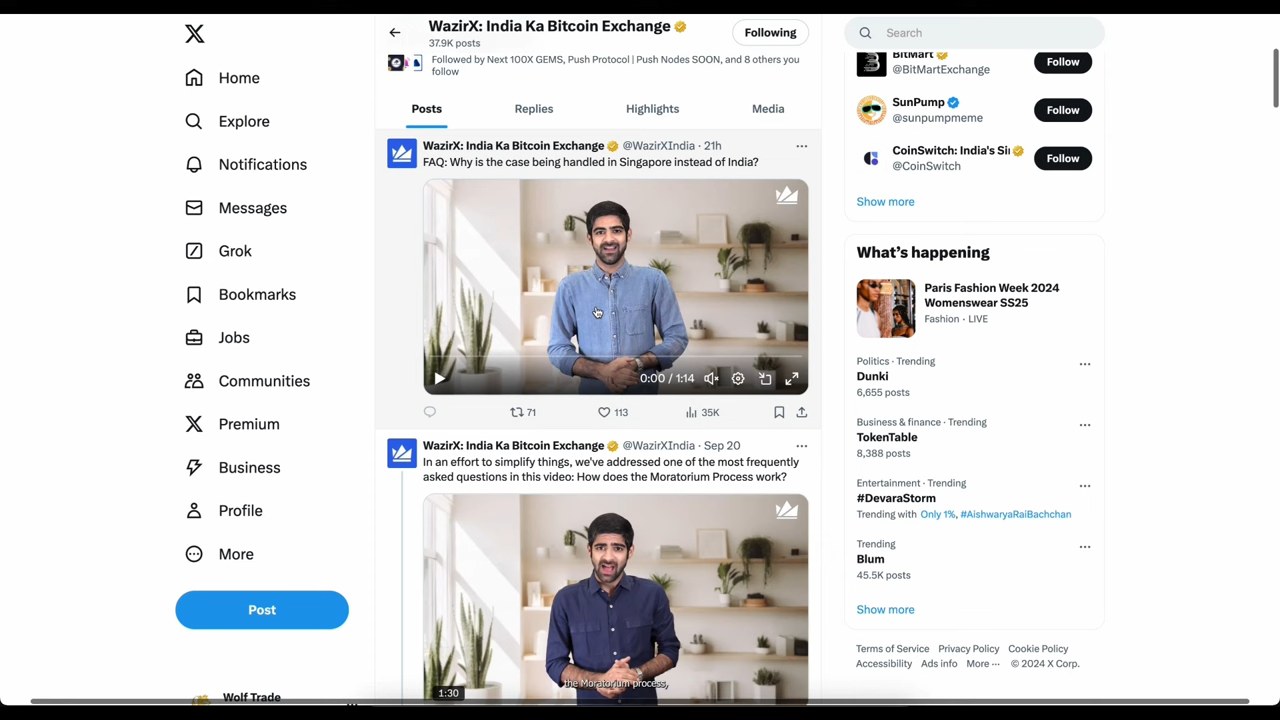 Home
Explore
Notifications
Messages
Grok
Bookmarks
Jobs
Communities
Premium
Business
Profile
More
Post
Wolf Trade
WazirX: India Ka Bitcoin Exchange
37.9K posts
Following
Followed by Next 100X GEMS, Push Protocol | Push Nodes SOON, and 8 others you
follow
Posts
Replies
Highlights
Media
WazirX: India Ka Bitcoin Exchange @WazirXIndia · 21h
FAQ: Why is the case being handled in Singapore instead of India?
0:00 / 1:14
71
113
35K
WazirX: India Ka Bitcoin Exchange @WazirXIndia · Sep 20
In an effort to simplify things, we've addressed one of the most frequently
asked questions in this video: How does the Moratorium Process work?
the Moratorium process,
1:30
Search
BitMart
@BitMartExchange
Follow
SunPump
@sunpumpmeme
Follow
CoinSwitch: India's Si
@CoinSwitch
Follow
Show more
What's happening
Paris Fashion Week 2024
Womenswear SS25
Fashion · LIVE
Politics · Trending
Dunki
6,655 posts
Business & finance · Trending
TokenTable
8,388 posts
Entertainment · Trending
#DevaraStorm
Trending with Only 1%, #AishwaryaRaiBachchan
Trending
Blum
45.5K posts
Show more
Terms of Service Privacy Policy Cookie Policy
Accessibility Ads info More ··· © 2024 X Corp.